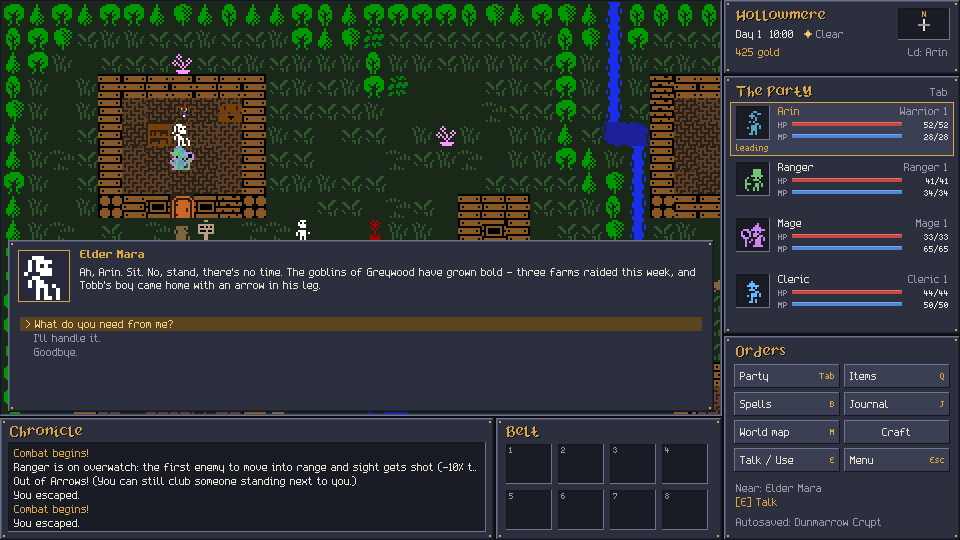 Hollowmere
Day 1 10:00 Clear
425 gold
N
Ld: Arin
The Party
Tab
Arin
Warrior 1
HP
52/52
MP
28/28
leading
Ranger
Ranger 1
HP
41/41
MP
34/34
Mage
Mage 1
HP
33/33
MP
65/65
Cleric
Cleric 1
HP
44/44
MP
50/50
?
Elder Mara
Ah, Arin. Sit. No, stand, there's no time. The goblins of Greywood have grown bold – three farms raided this week, and
Tobb's boy came home with an arrow in his leg.
> What do you need from me?
I'll handle it.
Goodbye.
Orders
Party Tab
Items Q
Spells B
Journal J
World map M
Craft
Talk / Use E
Menu Esc
Near: Elder Mara
[E] Talk
Autosaved: Dunmarrow Crypt
Chronicle
Combat begins!
Ranger is on overwatch: the first enemy to move into range and sight gets shot (-10% t..
Out of Arrows! (You can still club someone standing next to you.)
You escaped.
Combat begins!
You escaped.
Belt
1 2 3 4
5 6 7 8